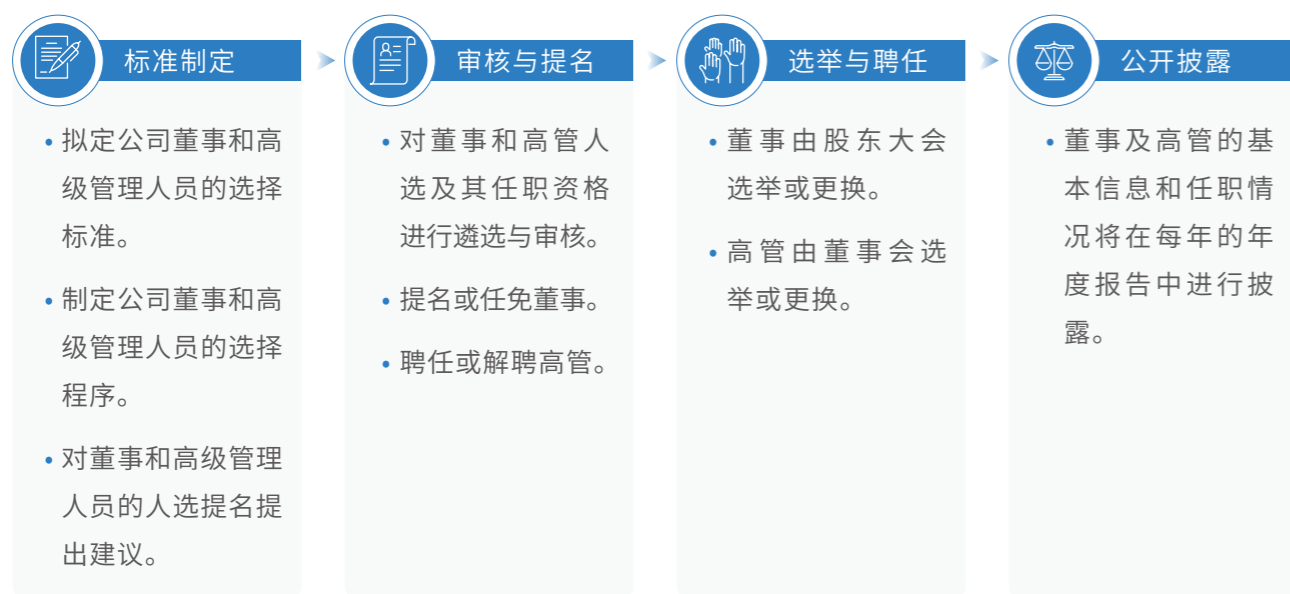 标准制定
• 拟定公司董事和高
级管理人员的选择
标准。
• 制定公司董事和高
级管理人员的选择
程序。
• 对董事和高级管理
人员的人选提名提
出建议。
审核与提名
• 对董事和高管人
选及其任职资格
进行遴选与审核。
• 提名或任免董事。
• 聘任或解聘高管。
选举与聘任
• 董事由股东大会
选举或更换。
• 高管由董事会选
举或更换。
公开披露
• 董事及高管的基
本信息和任职情
况将在每年的年
度报告中进行披
露。